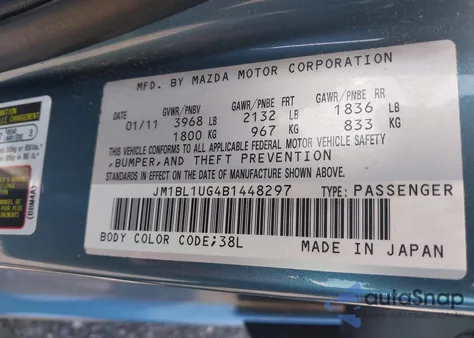 MFD. BY MAZDA MOTOR CORPORATION
DATE GVWR/PNBV GAWR/PNBE FRT GAWR/PNBE RR
01/11 3968 LB 2132 LB 1836 LB
1800 KG 967 KG 833 KG
THIS VEHICLE CONFORMS TO ALL APPLICABLE FEDERAL MOTOR VEHICLE SAFETY
,BUMPER,AND THEFT PREVENTION
STANDARDS IN EFFECT ON THE DATE OF MANUFACTURE SHOWN ABOVE.
JM1BL1UG4B1448297 TYPE: PASSENGER
BODY COLOR CODE;38L MADE IN JAPAN
(BBM4A)
autoSnap